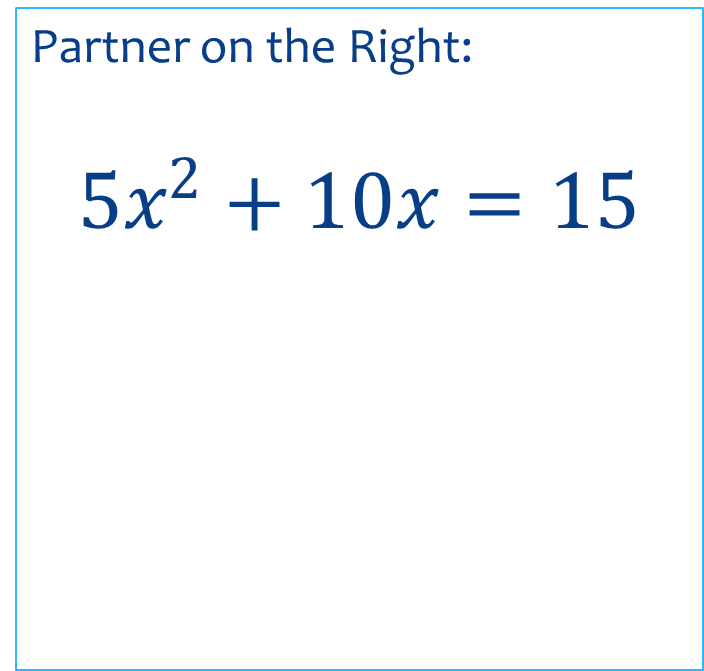 Partner on the Right:
5x² + 10x = 15